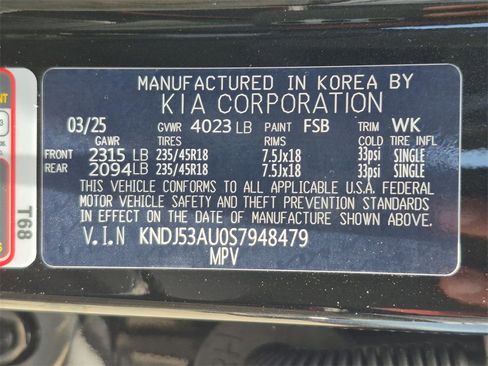 MANUFACTURED IN KOREA BY
KIA CORPORATION
03/25 GVWR 4023 LB PAINT FSB TRIM WK
GAWR TIRES RIMS COLD TIRE INFL
FRONT 2315 LB 235/45R18 7.5Jx18 33psi SINGLE
REAR 2094 LB 235/45R18 7.5Jx18 33psi SINGLE
THIS VEHICLE CONFORMS TO ALL APPLICABLE U.S.A. FEDERAL
MOTOR VEHICLE SAFETY AND THEFT PREVENTION STANDARDS
IN EFFECT ON THE DATE OF MANUFACTURE SHOWN ABOVE.
V.I.N KNDJ53AU0S7948479
MPV
T68